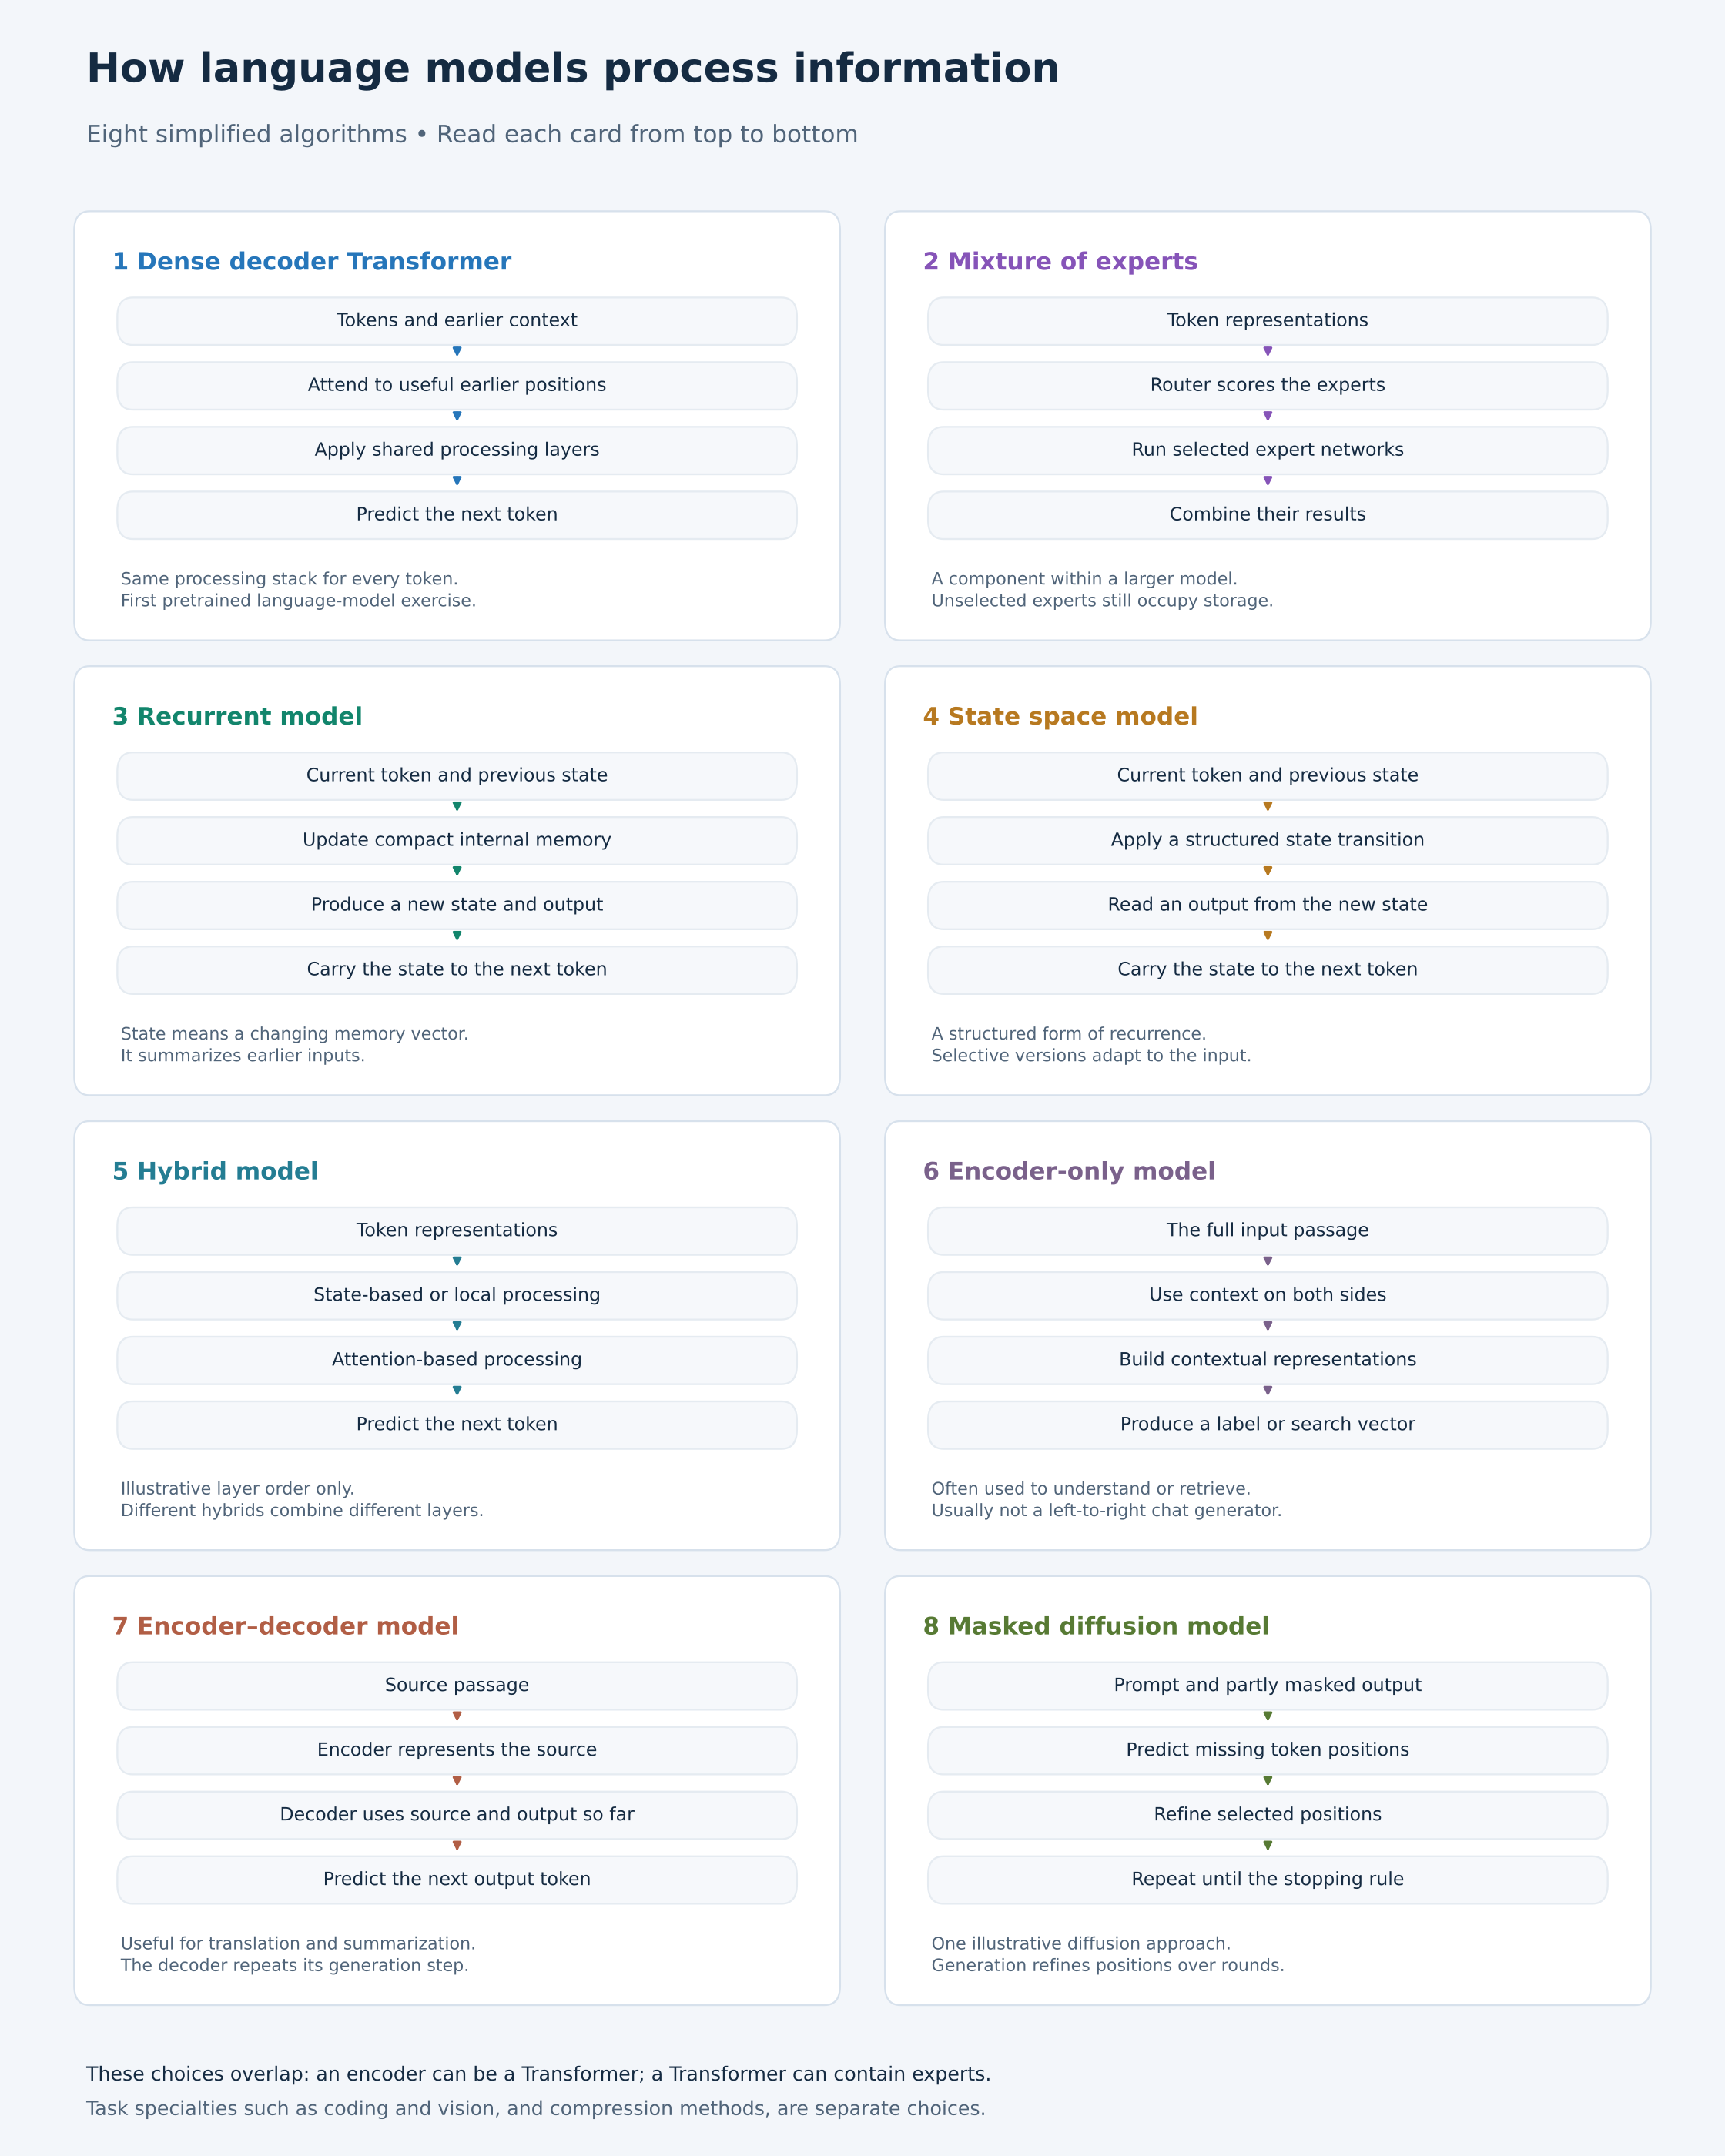 How language models process information
Eight simplified algorithms • Read each card from top to bottom
1 Dense decoder Transformer
Tokens and earlier context
Attend to useful earlier positions
Apply shared processing layers
Predict the next token
Same processing stack for every token.
First pretrained language-model exercise.
2 Mixture of experts
Token representations
Router scores the experts
Run selected expert networks
Combine their results
A component within a larger model.
Unselected experts still occupy storage.
3 Recurrent model
Current token and previous state
Update compact internal memory
Produce a new state and output
Carry the state to the next token
State means a changing memory vector.
It summarizes earlier inputs.
4 State space model
Current token and previous state
Apply a structured state transition
Read an output from the new state
Carry the state to the next token
A structured form of recurrence.
Selective versions adapt to the input.
5 Hybrid model
Token representations
State-based or local processing
Attention-based processing
Predict the next token
Illustrative layer order only.
Different hybrids combine different layers.
6 Encoder-only model
The full input passage
Use context on both sides
Build contextual representations
Produce a label or search vector
Often used to understand or retrieve.
Usually not a left-to-right chat generator.
7 Encoder–decoder model
Source passage
Encoder represents the source
Decoder uses source and output so far
Predict the next output token
Useful for translation and summarization.
The decoder repeats its generation step.
8 Masked diffusion model
Prompt and partly masked output
Predict missing token positions
Refine selected positions
Repeat until the stopping rule
One illustrative diffusion approach.
Generation refines positions over rounds.
These choices overlap: an encoder can be a Transformer; a Transformer can contain experts.
Task specialties such as coding and vision, and compression methods, are separate choices.